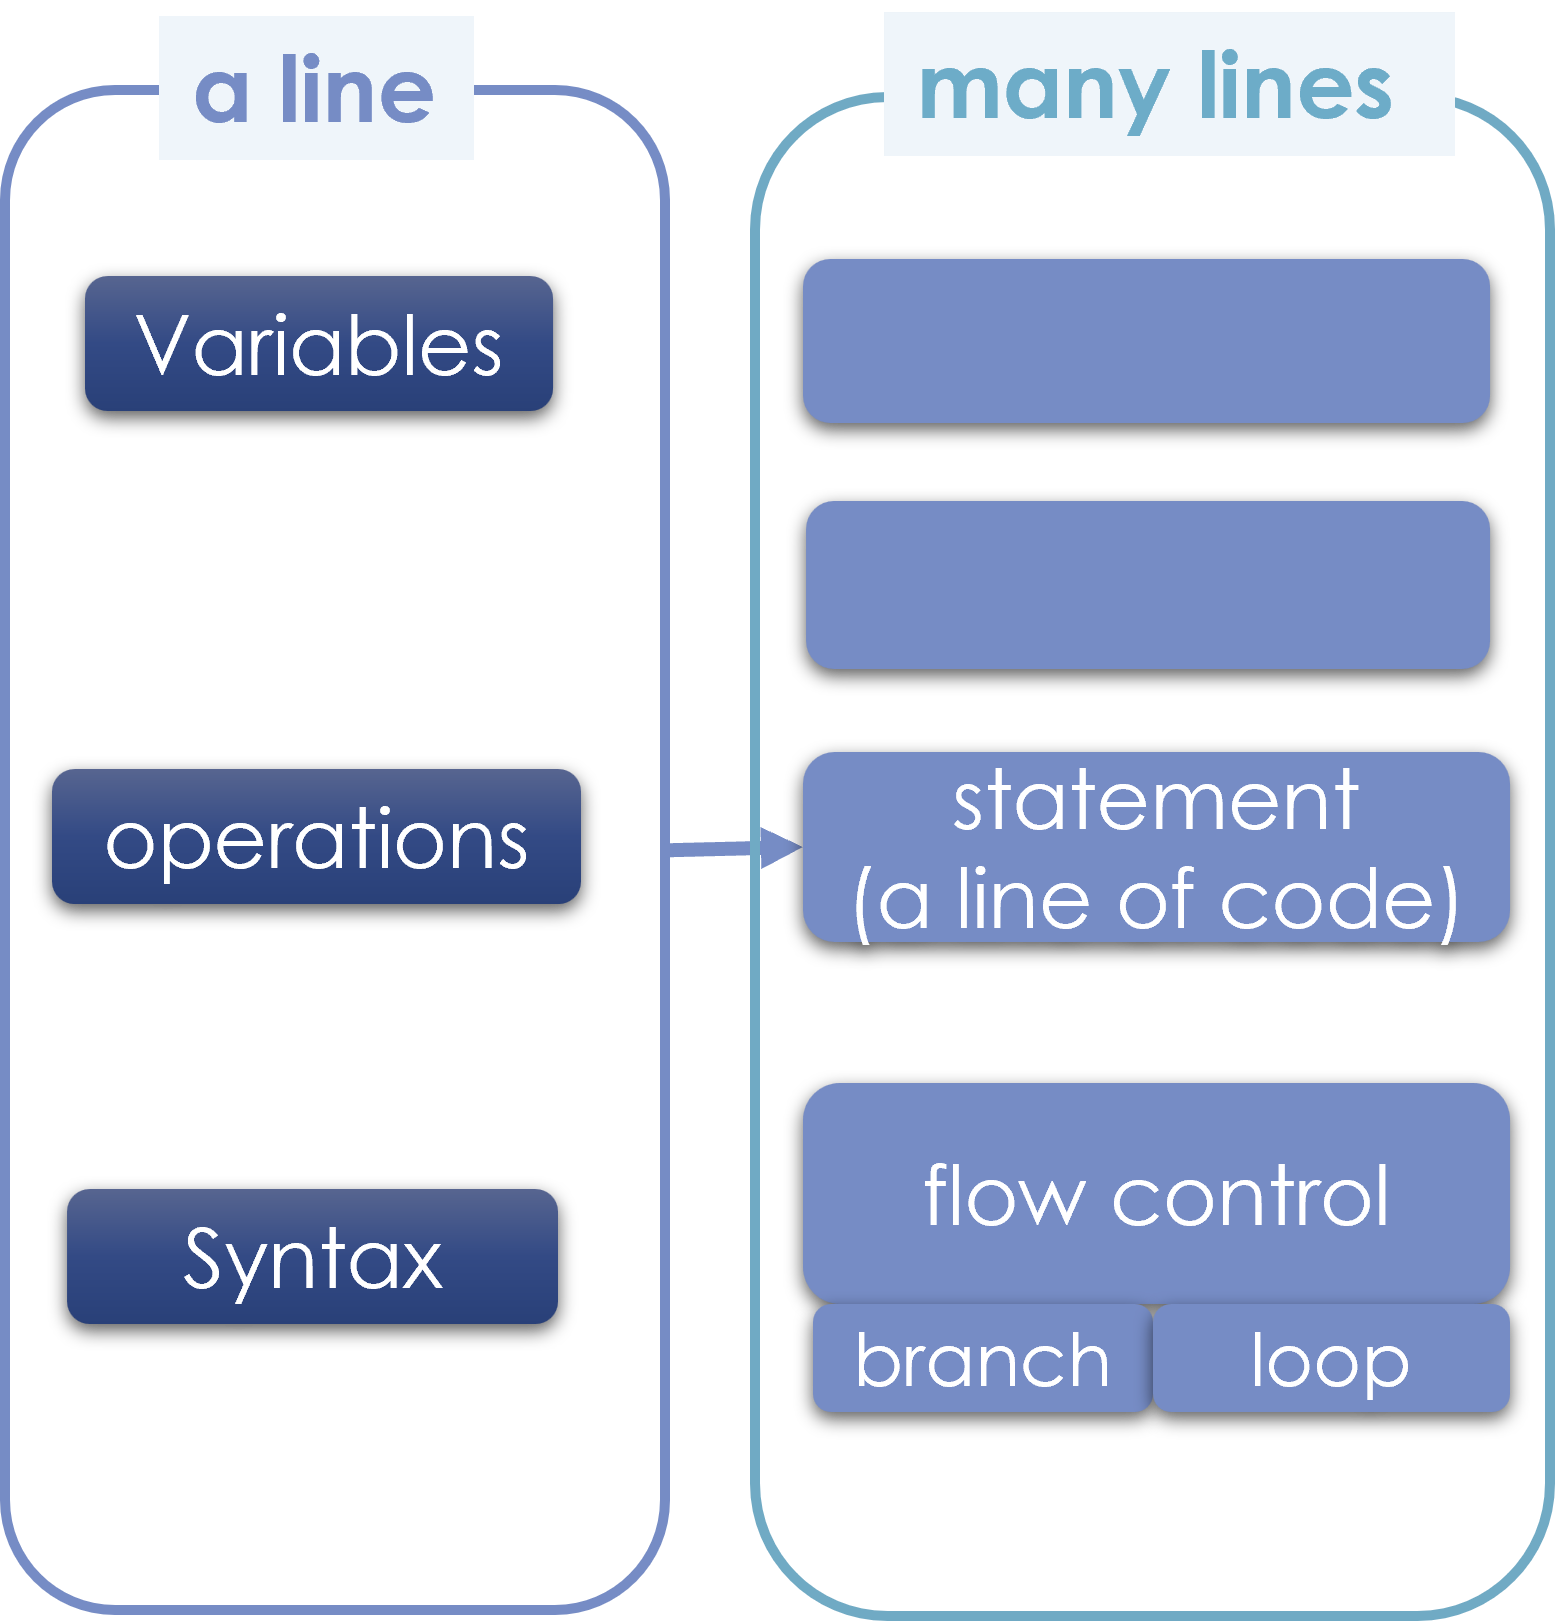 a line
Variables
operations
Syntax
many lines
statement
(a line of code)
flow control
branch
loop